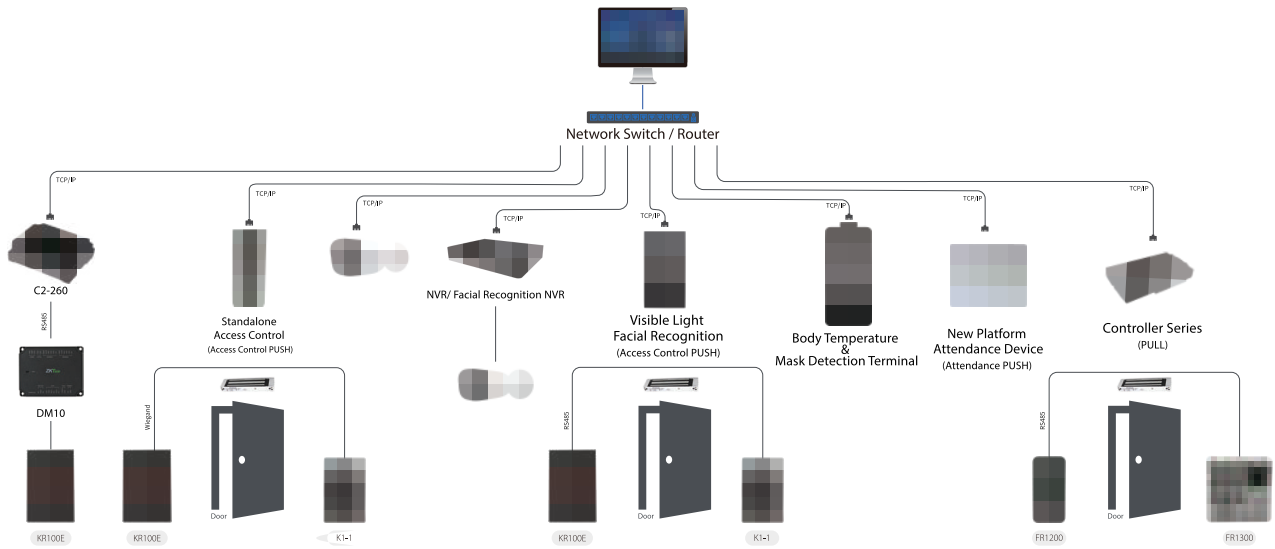 Network Switch / Router
TCP/IP
TCP/IP
TCP/IP
TCP/IP
TCP/IP
TCP/IP
TCP/IP
TCP/IP
C2-260
NVR/ Facial Recognition NVR
Standalone
Access Control
(Access Control PUSH)
Visible Light
Facial Recognition
(Access Control PUSH)
Body Temperature
&
Mask Detection Terminal
New Platform
Attendance Device
(Attendance PUSH)
Controller Series
(PULL)
RS485
ZKTeco
DM10
Wiegand
RS485
RS485
Door
Door
Door
KR100E
KR100E
K1-1
KR100E
K1-1
FR1200
FR1300